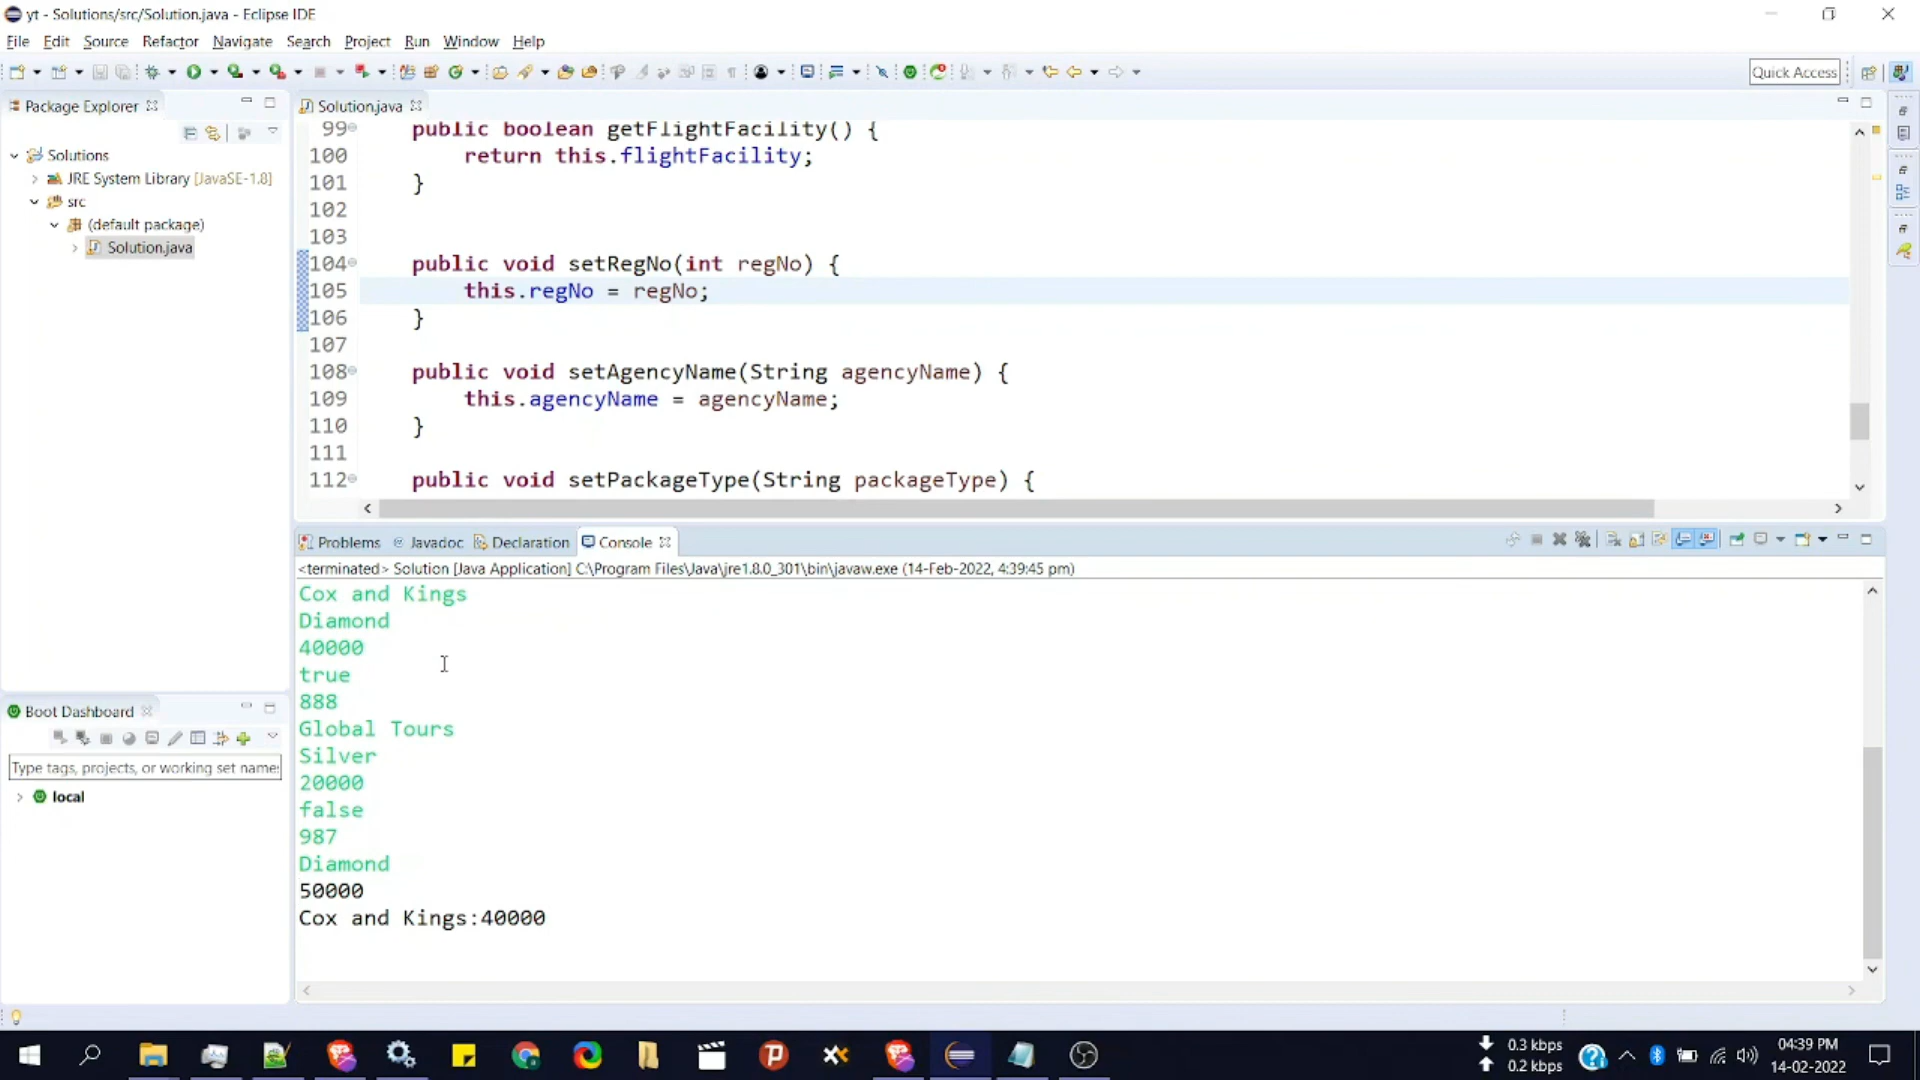 yt - Solutions/src/Solution.java - Eclipse IDE
File Edit Source Refactor Navigate Search Project Run Window Help
Quick Access
Package Explorer
Solutions
JRE System Library [JavaSE-1.8]
src
(default package)
Solution.java
Solution.java
99 public boolean getFlightFacility() {
100 return this.flightFacility;
101 }
102
103
104 public void setRegNo(int regNo) {
105 this.regNo = regNo;
106 }
107
108 public void setAgencyName(String agencyName) {
109 this.agencyName = agencyName;
110 }
111
112 public void setPackageType(String packageType) {
Problems Javadoc Declaration Console
<terminated> Solution [Java Application] C:\Program Files\Java\jre1.8.0_301\bin\javaw.exe (14-Feb-2022, 4:39:45 pm)
Cox and Kings
Diamond
40000
true
888
Global Tours
Silver
20000
false
987
Diamond
50000
Cox and Kings:40000
Boot Dashboard
Type tags, projects, or working set name:
local
0.3 kbps
0.2 kbps
04:39 PM
14-02-2022